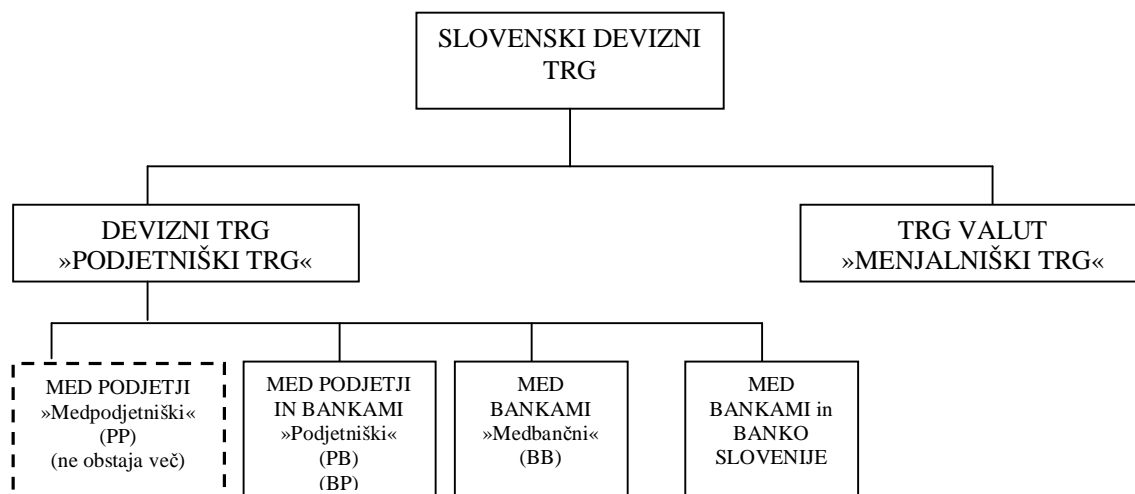 SLOVENSKI DEVIZNI
TRG
DEVIZNI TRG
»PODJETNIŠKI TRG«
TRG VALUT
»MENJALNIŠKI TRG«
MED PODJETJI
»Medpodjetniški«
(PP)
(ne obstaja več)
MED PODJETJI
IN BANKAMI
»Podjetniški«
(PB)
(BP)
MED
BANKAMI
»Medbančni«
(BB)
MED
BANKAMI in
BANKO
SLOVENIJE